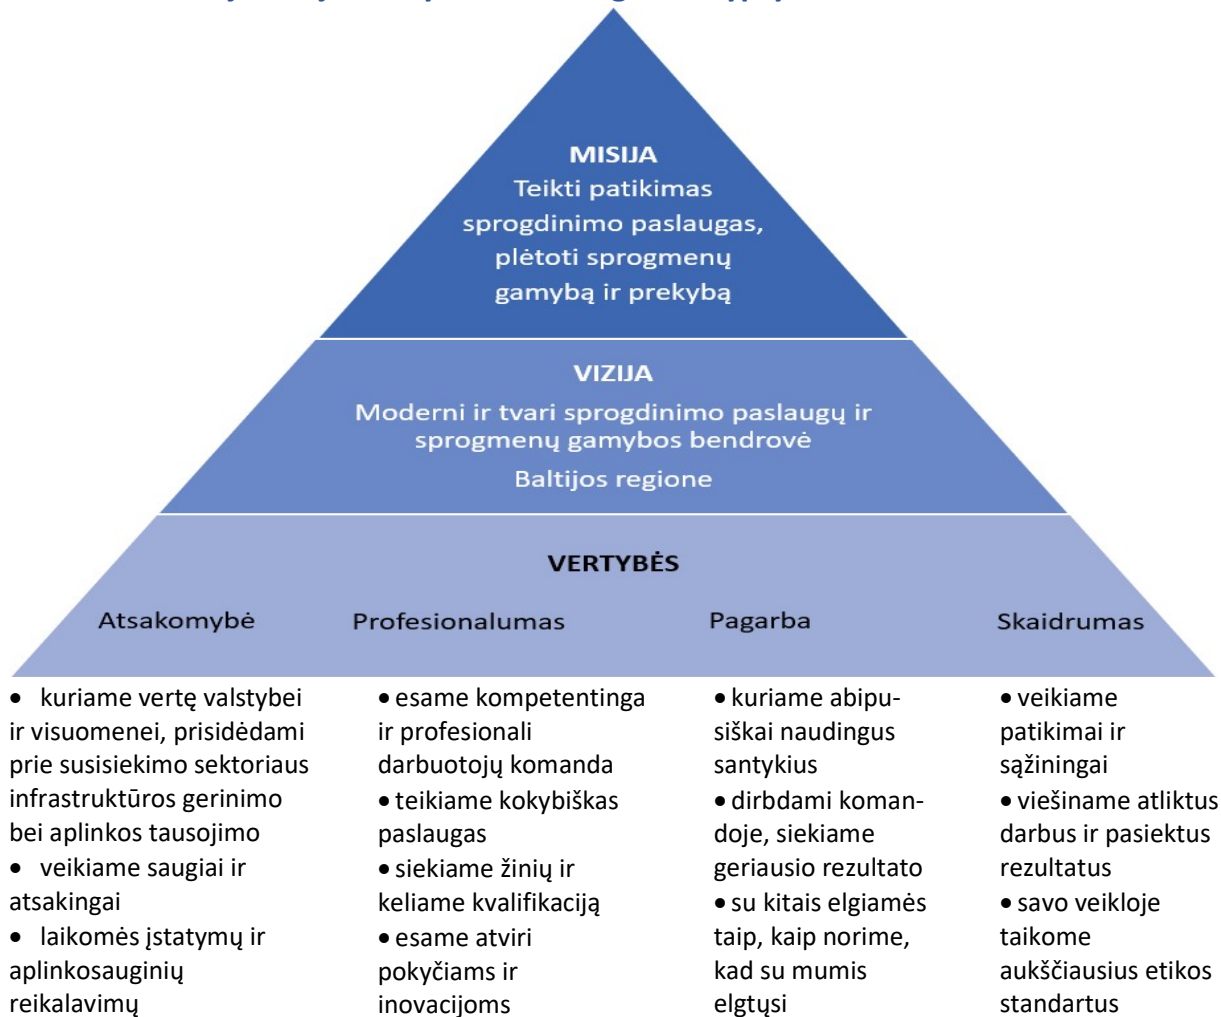 MISIJA
Teikti patikimas
sprogdinimo paslaugas,
plėtoti sprogmenų
gamybą ir prekybą
VIZIJA
Moderni ir tvari sprogdinimo paslaugų ir
sprogmenų gamybos bendrovė
Baltijos regione
VERTYBĖS
Atsakomybė
Profesionalumas
Pagarba
Skaidrumas
• kuriame vertę valstybei
ir visuomenei, prisidėdami
prie susisiekimo sektoriaus
infrastruktūros gerinimo
bei aplinkos tausojimo
• veikiame saugiai ir
atsakingai
• laikomės įstatymų ir
aplinkosauginių
reikalavimų
• esame kompetentinga
ir profesionali
darbuotojų komanda
• teikiame kokybiškas
paslaugas
• siekiame žinių ir
keliame kvalifikaciją
• esame atviri
pokyčiams ir
inovacijoms
• kuriame abipu-
siškai naudingus
santykius
• dirbdami koman-
doje, siekiame
geriausio rezultato
• su kitais elgiamės
taip, kaip norime,
kad su mumis
elgtųsi
• veikiame
patikimai ir
sąžiningai
• viešiname atliktus
darbus ir pasiektus
rezultatus
• savo veikloje
taikome
aukščiausius etikos
standartus